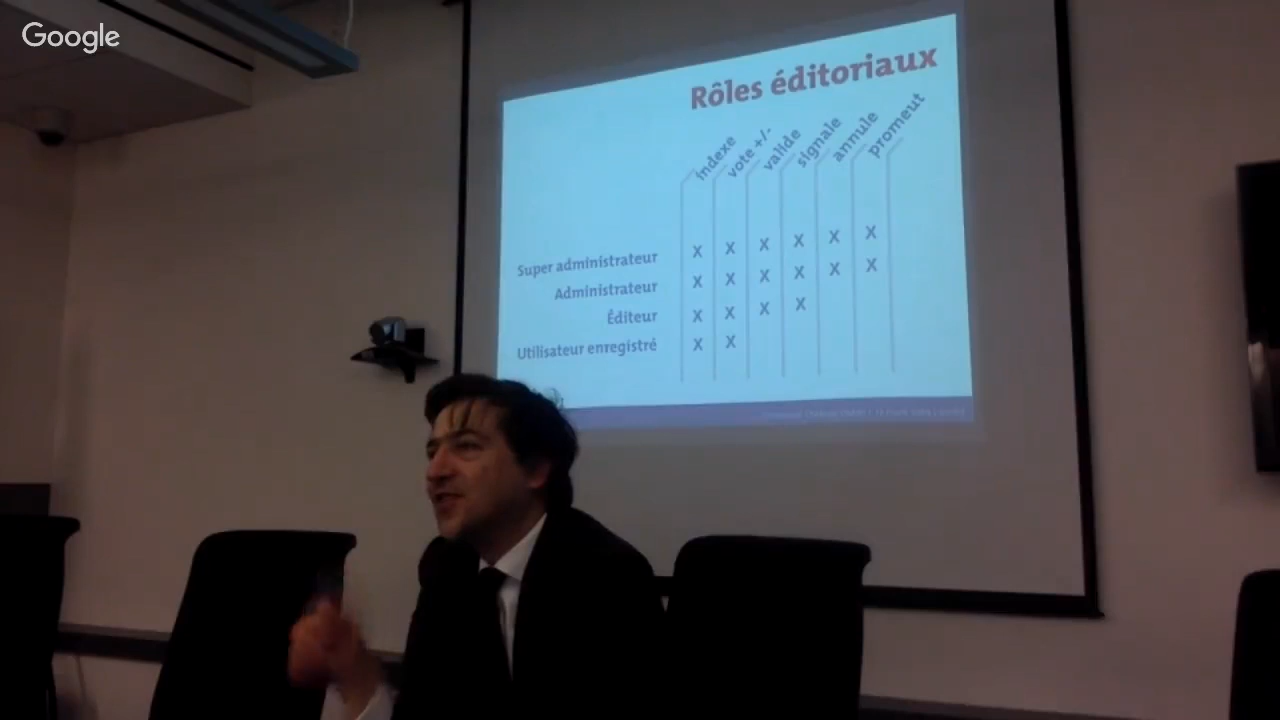 Google
Rôles éditoriaux
indexe vote +/- valide signale annule promeut
Super administrateur X X X X X X
Administrateur X X X X X X
Éditeur X X X X
Utilisateur enregistré X X